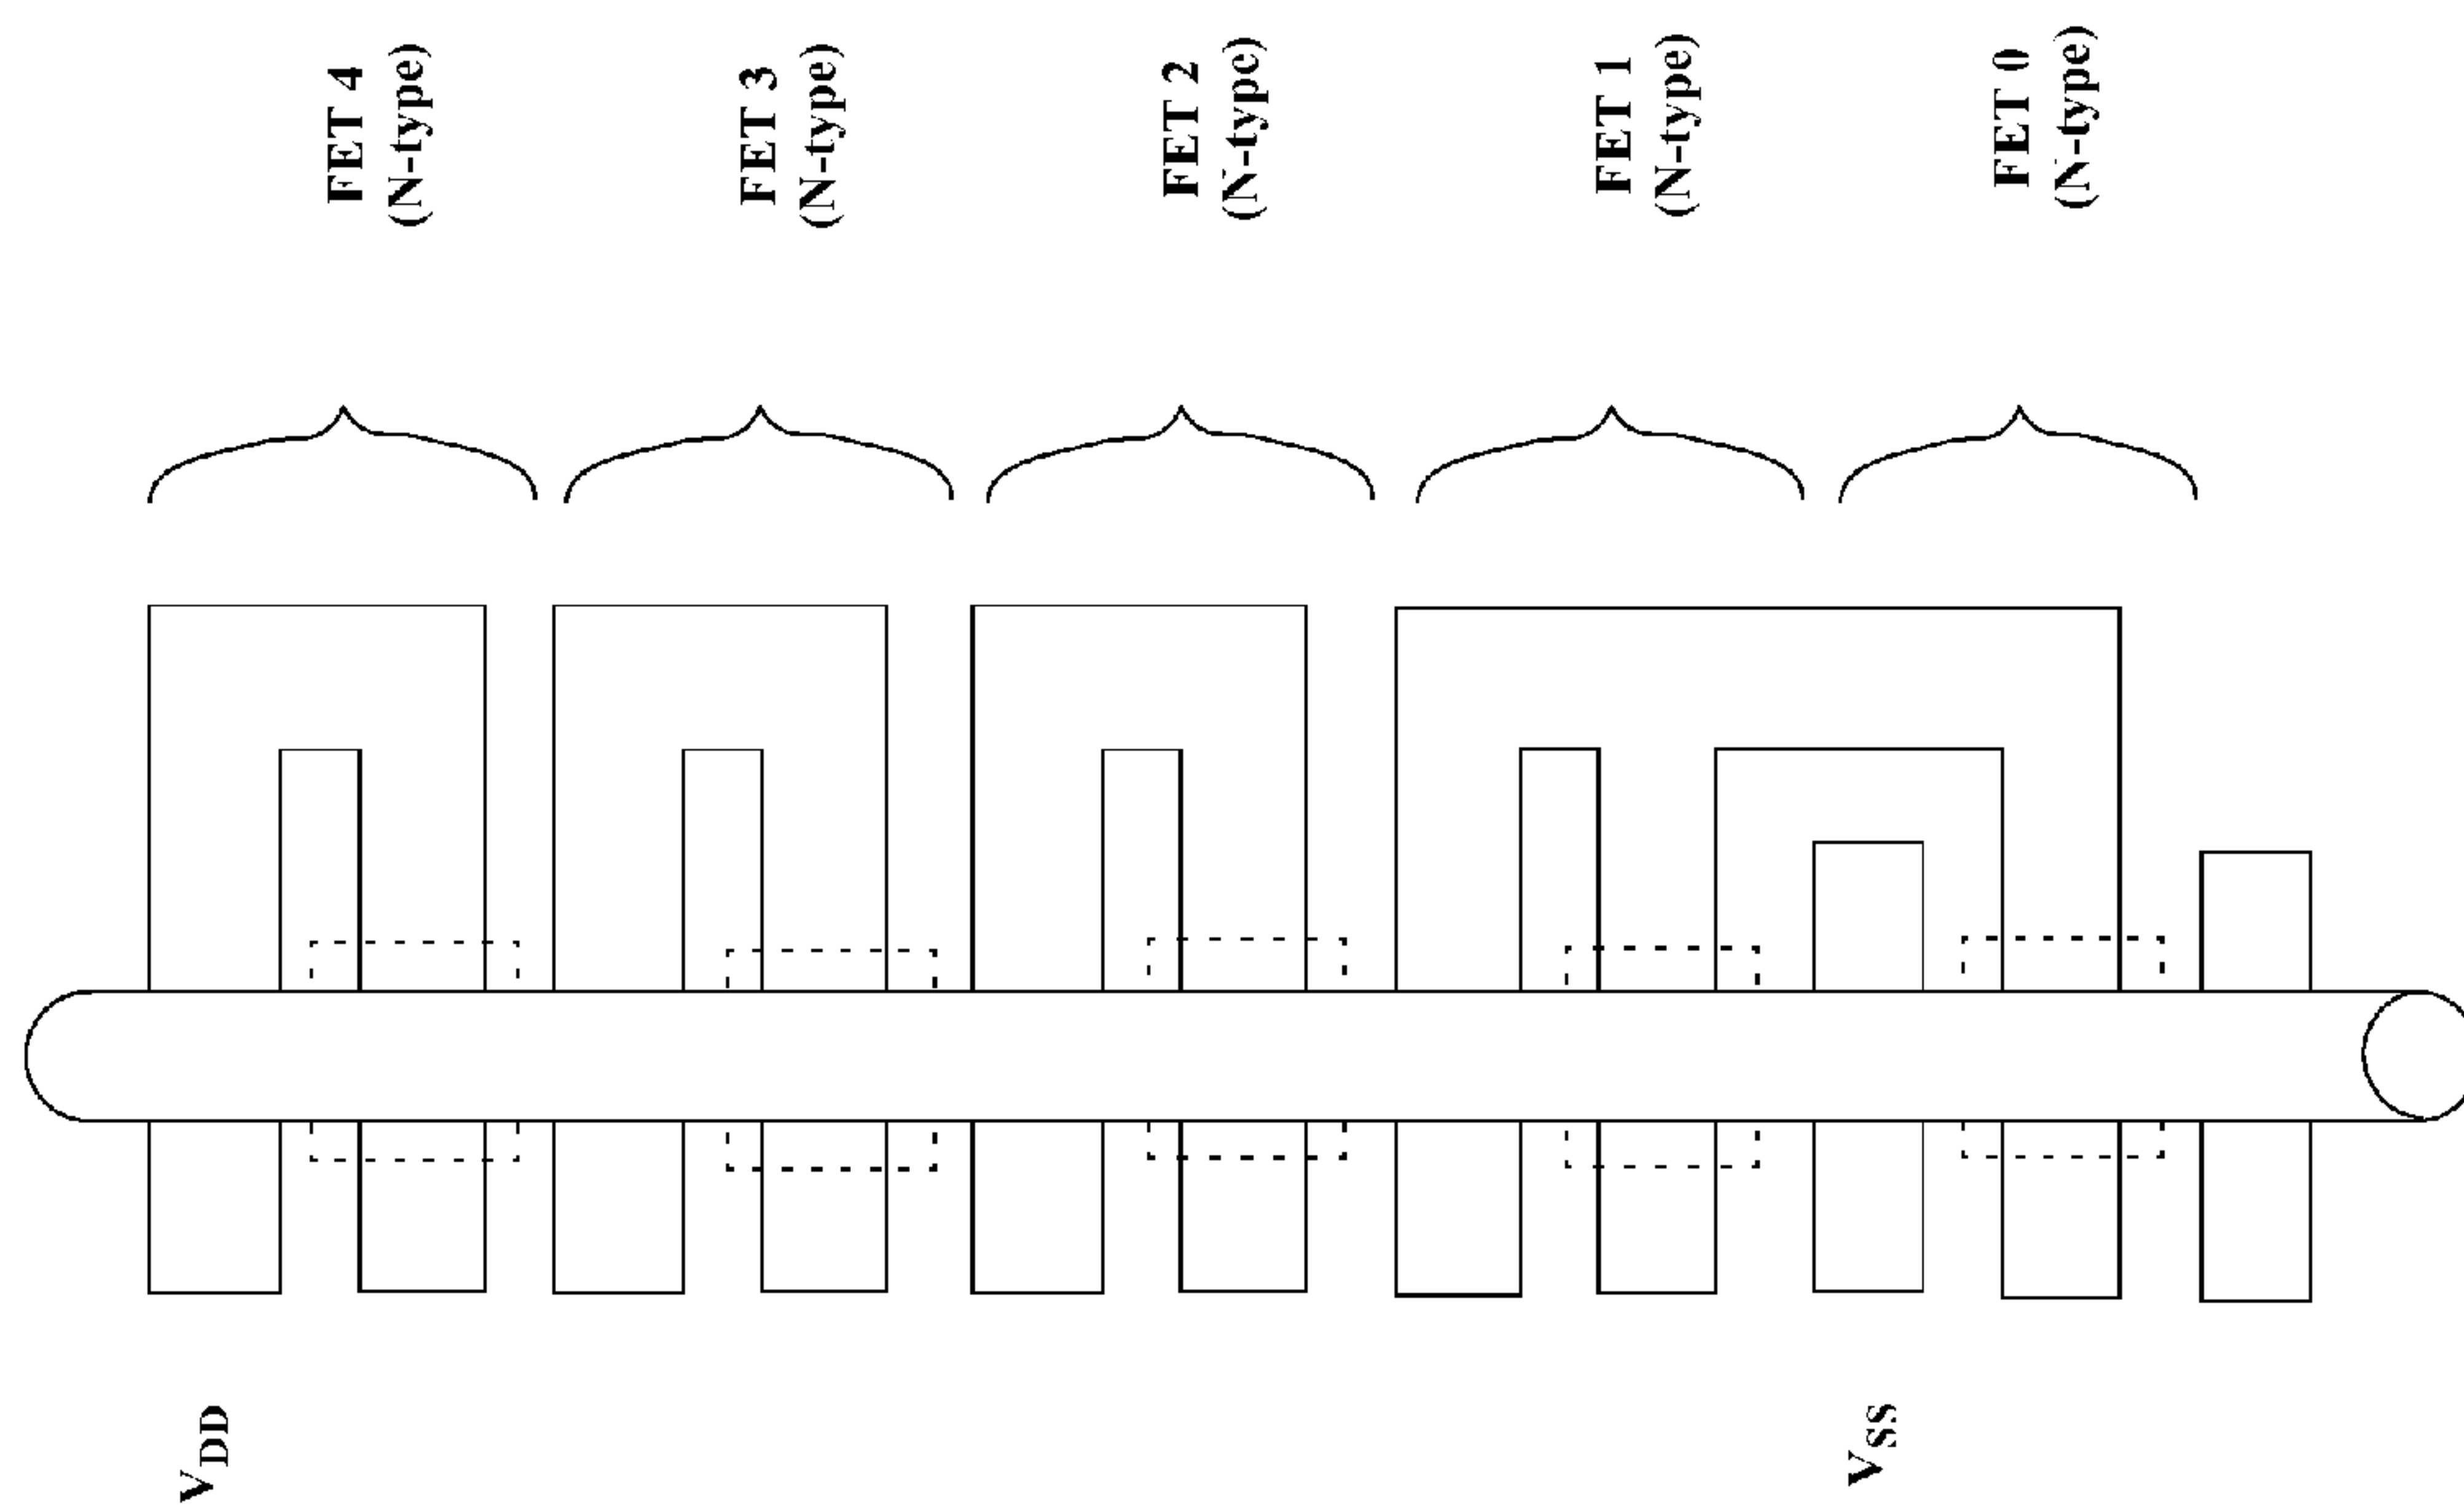 FET 4
(N-type)
FET 3
(N-type)
FET 2
(N-type)
FET 1
(N-type)
FET 0
(N-type)
VDD
VSS